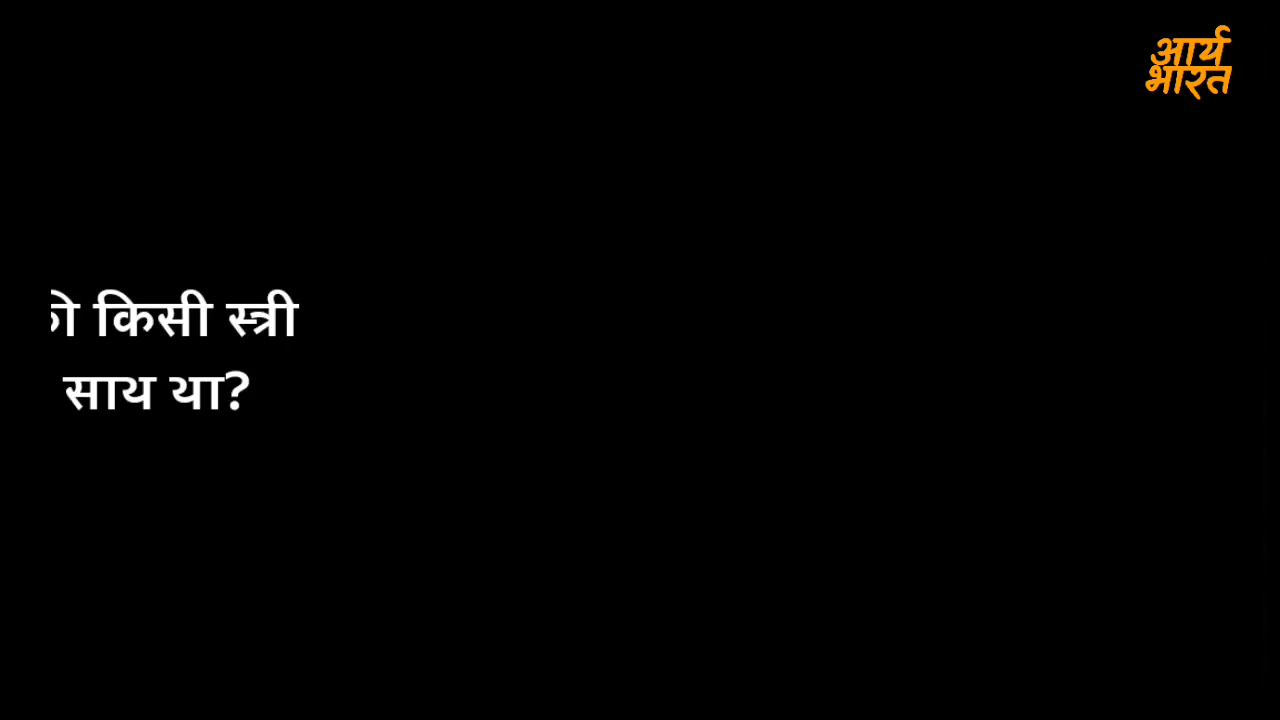 आर्य
भारत
किसी स्त्री
साथ था?